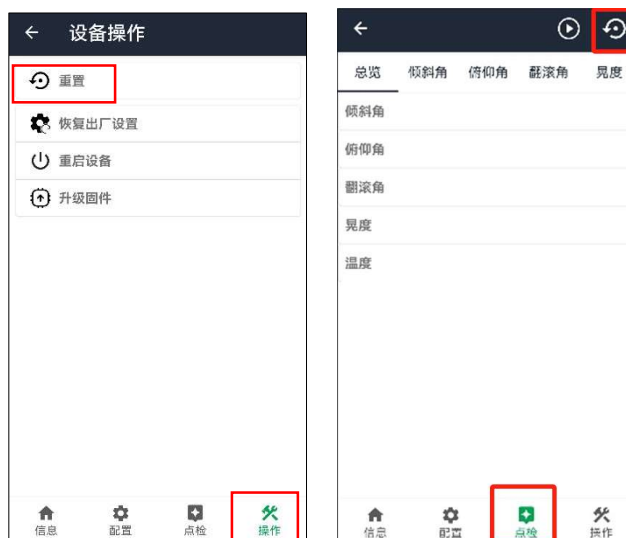 设备操作
重置
恢复出厂设置
重启设备
升级固件
信息 配置 点检 操作
总览 倾斜角 俯仰角 翻滚角 晃度
倾斜角
俯仰角
翻滚角
晃度
温度
信息 配置 点检 操作